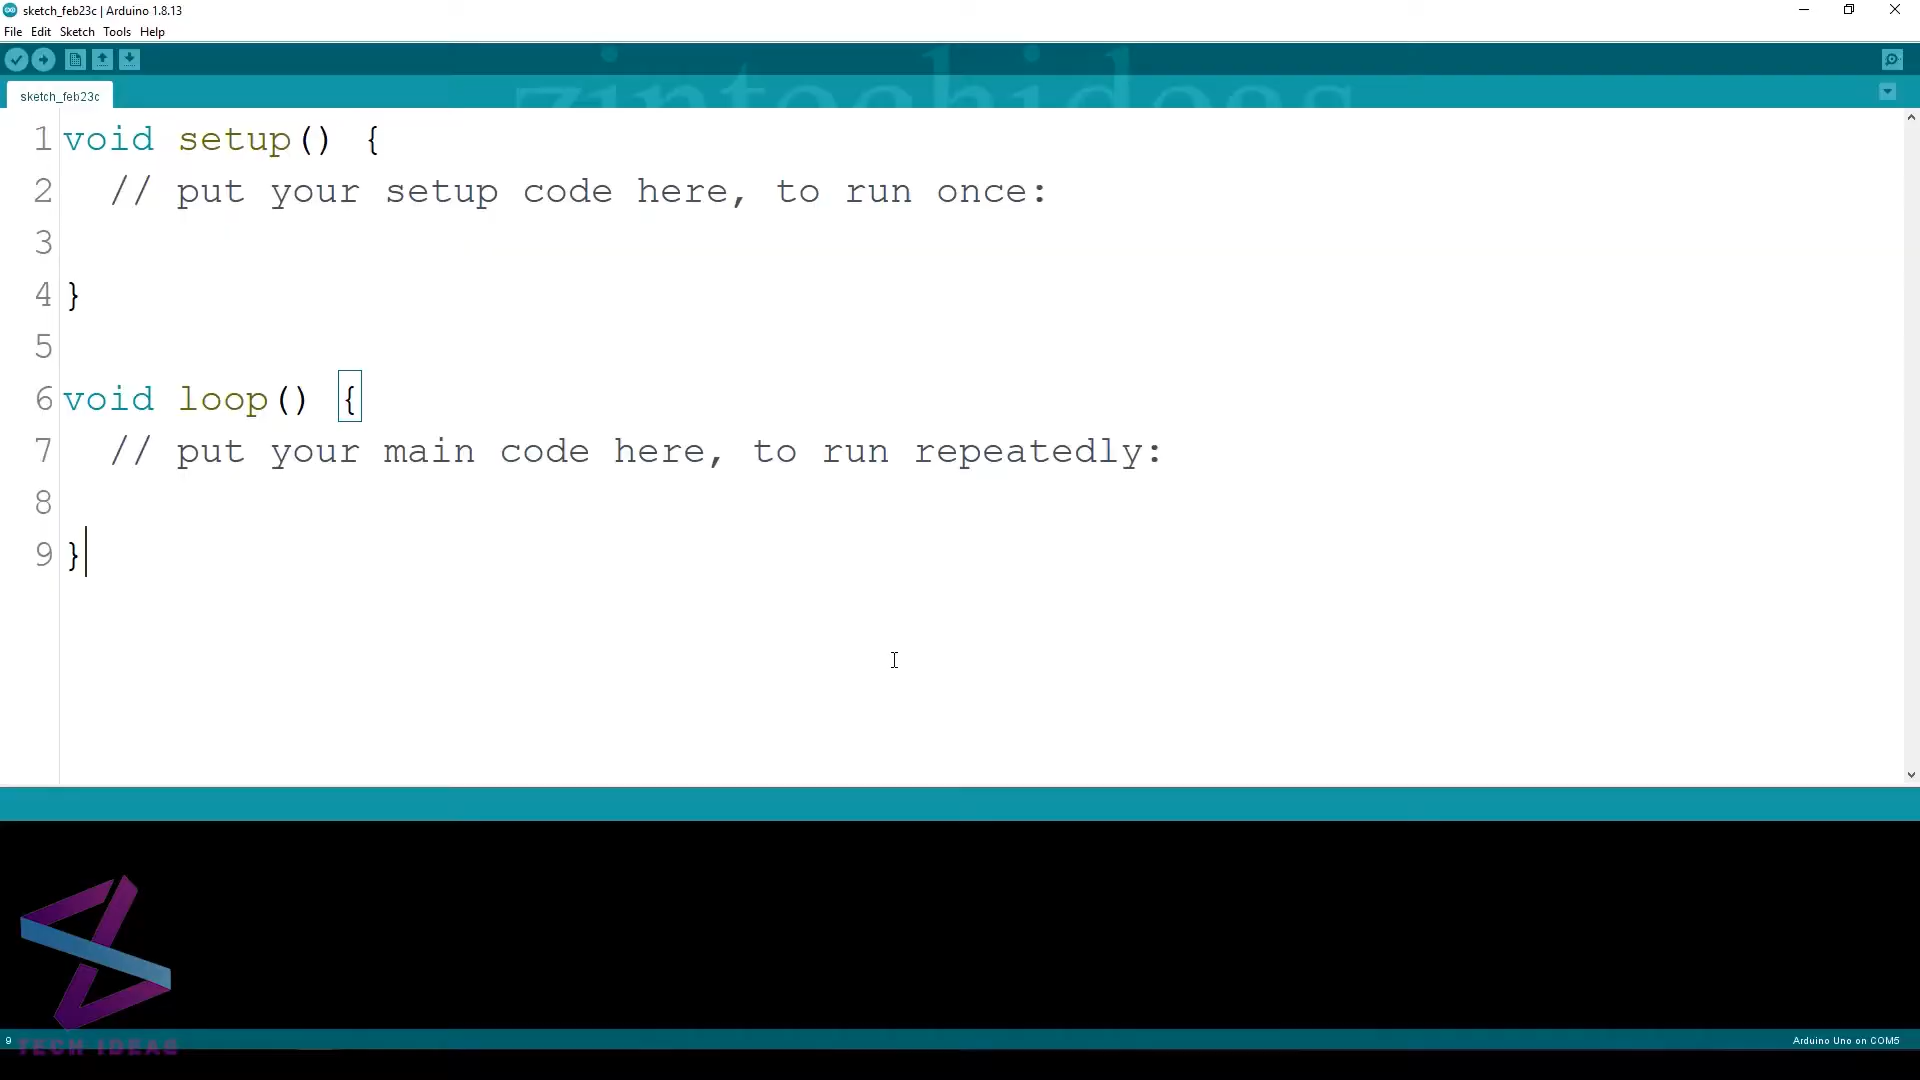 sketch_feb23c | Arduino 1.8.13
File Edit Sketch Tools Help
zintechideas
sketch_feb23c
1 void setup() {
2 // put your setup code here, to run once:
3
4 }
5
6 void loop() {
7 // put your main code here, to run repeatedly:
8
9 }
9
TECH IDEAS
Arduino Uno on COM5